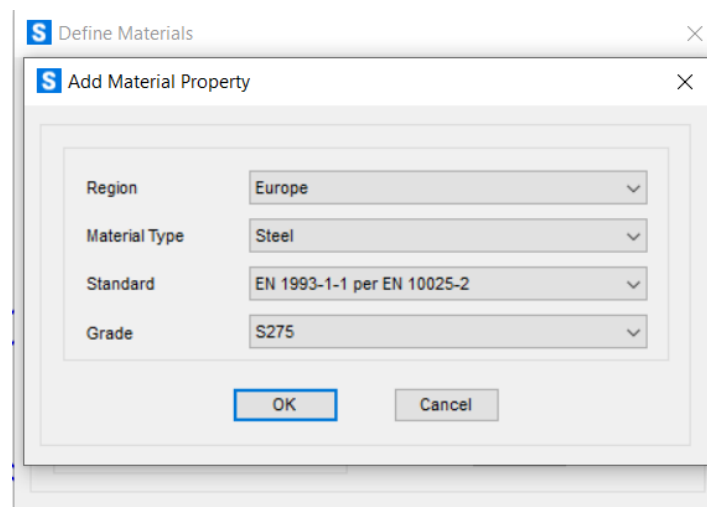 S Define Materials
S Add Material Property
Region Europe
Material Type Steel
Standard EN 1993-1-1 per EN 10025-2
Grade S275
OK Cancel